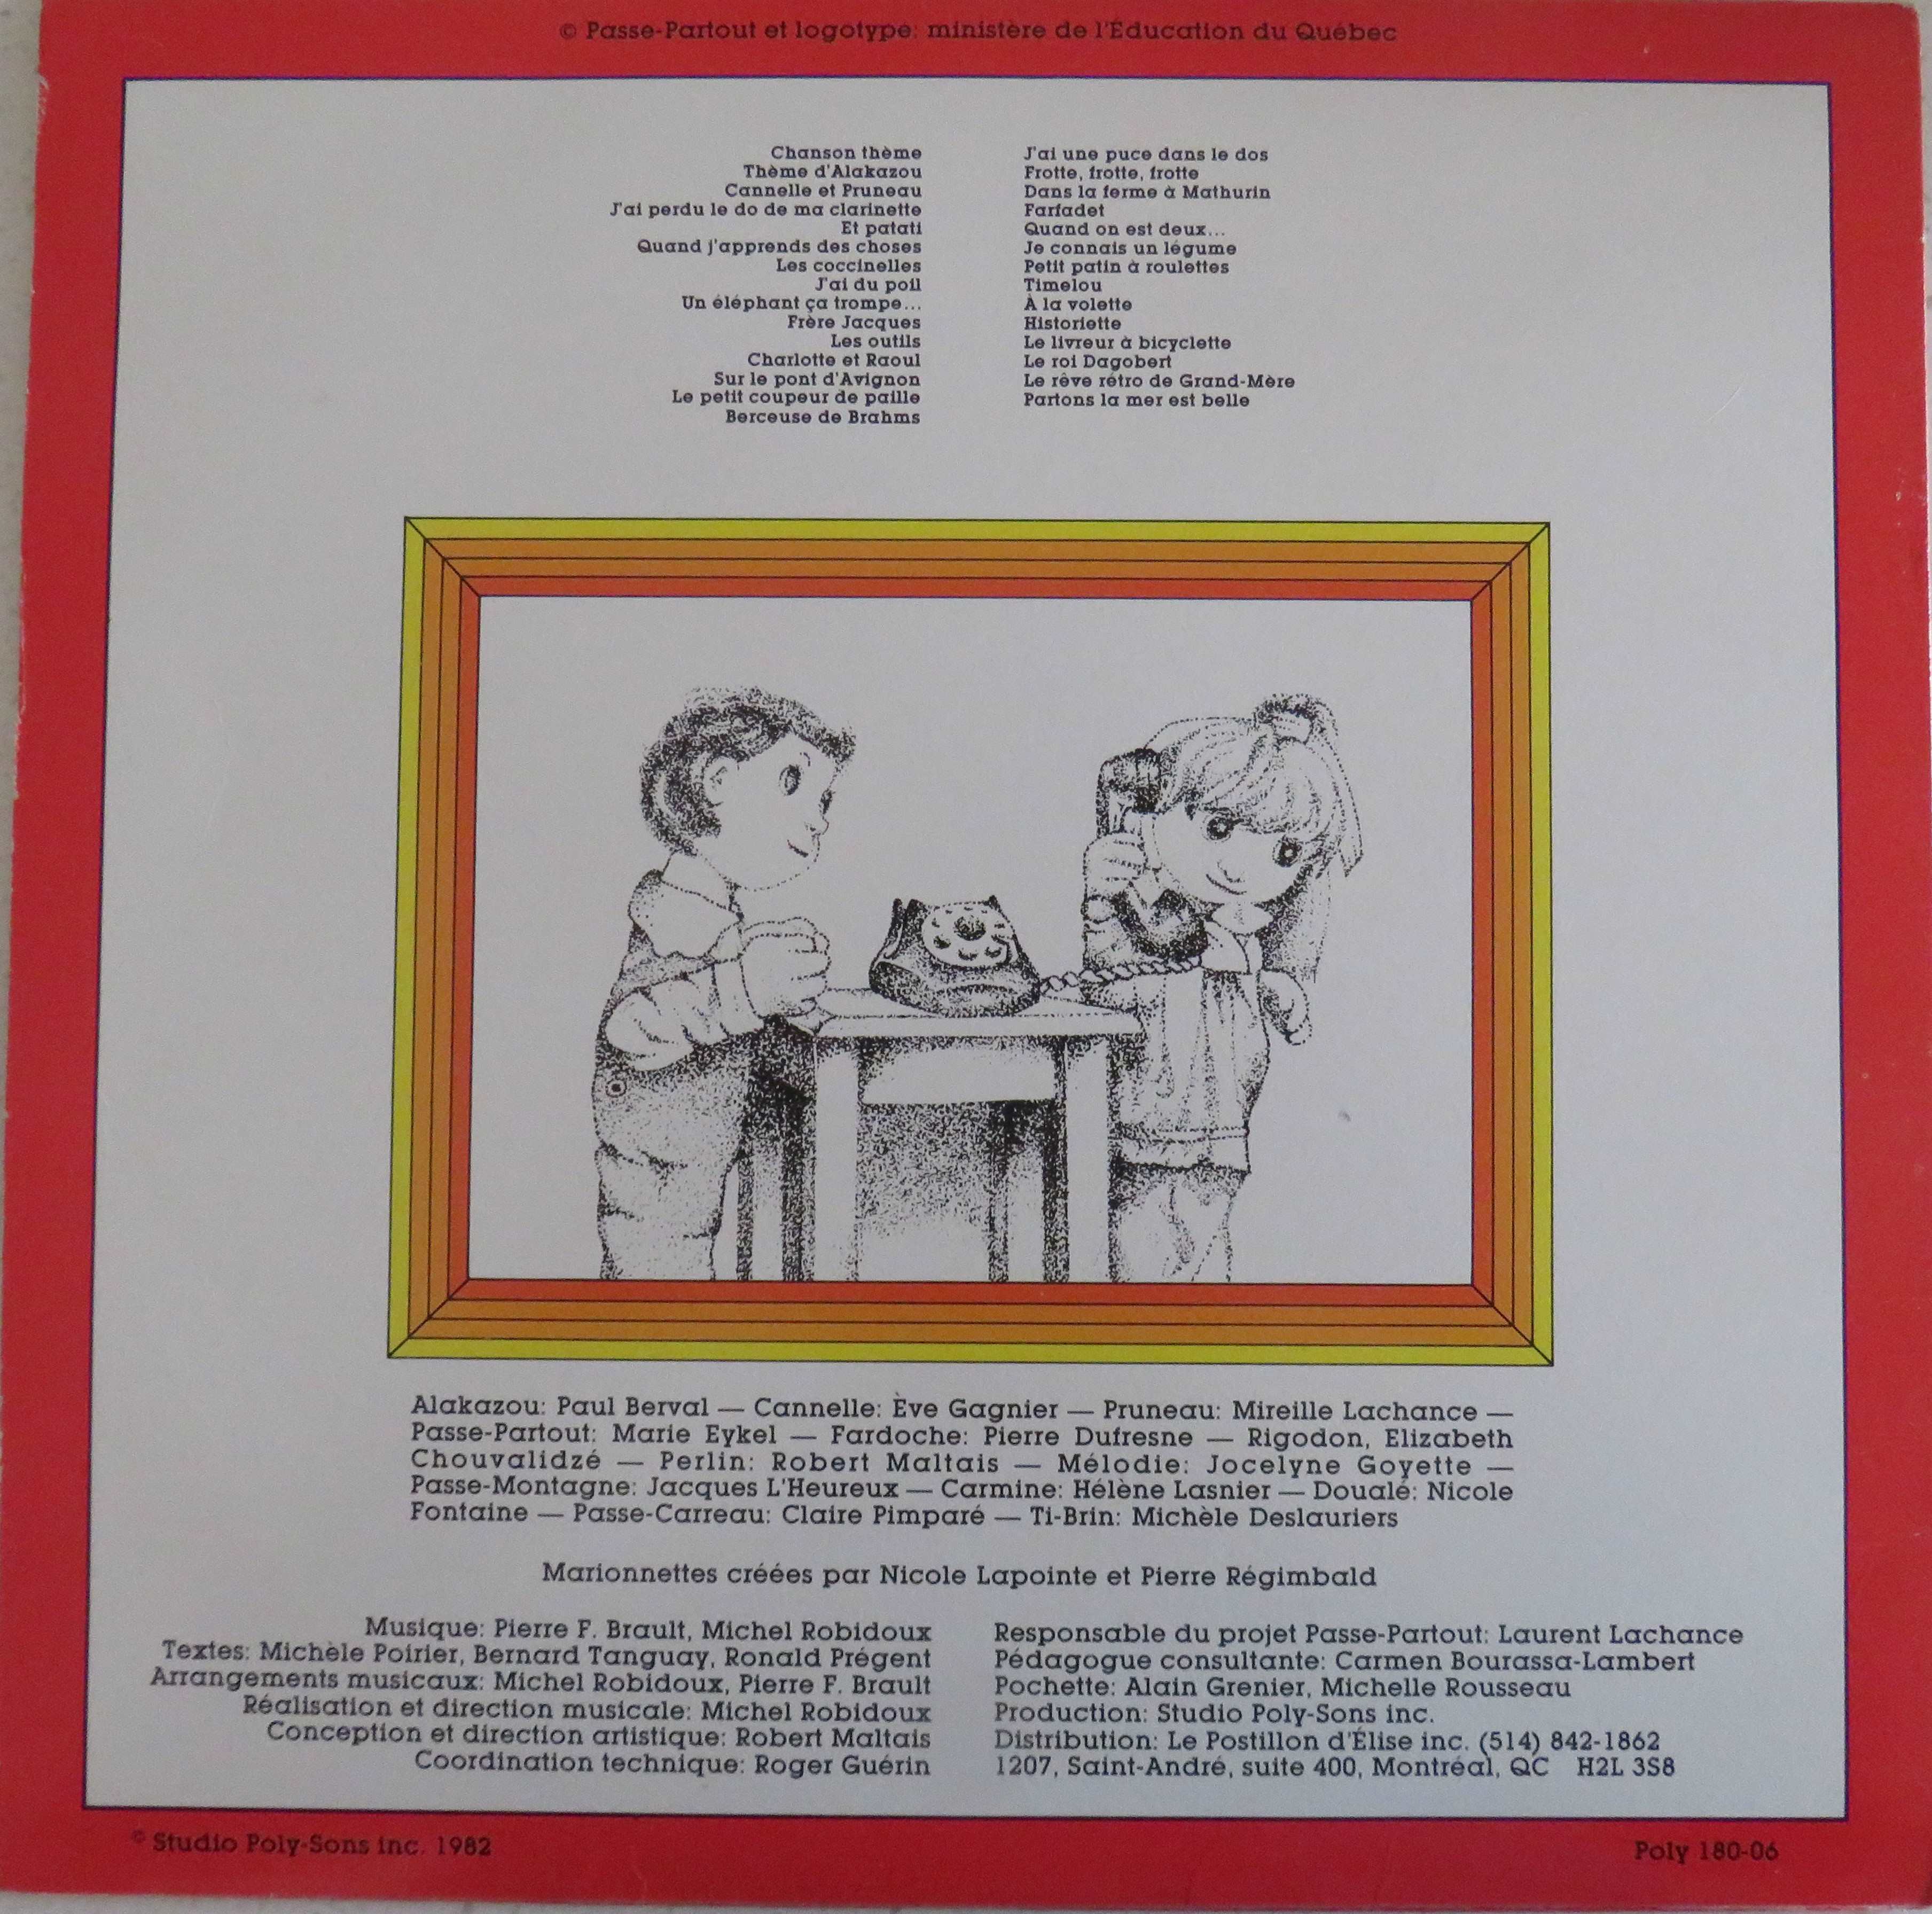 © Passe-Partout et logotype: ministère de l'Éducation du Québec
Chanson thème
Thème d'Alakazou
Cannelle et Pruneau
J'ai perdu le do de ma clarinette
Et patati
Quand j'apprends des choses
Les coccinelles
J'ai du poil
Un éléphant ça trompe...
Frère Jacques
Les outils
Charlotte et Raoul
Sur le pont d'Avignon
Le petit coupeur de paille
Berceuse de Brahms
J'ai une puce dans le dos
Frotte, frotte, frotte
Dans la ferme à Mathurin
Farfadet
Quand on est deux...
Je connais un légume
Petit patin à roulettes
Timelou
À la volette
Historiette
Le livreur à bicyclette
Le roi Dagobert
Le rêve rétro de Grand-Mère
Partons la mer est belle
Alakazou: Paul Berval — Cannelle: Ève Gagnier — Pruneau: Mireille Lachance —
Passe-Partout: Marie Eykel — Fardoche: Pierre Dufresne — Rigodon, Elizabeth
Chouvalidzé — Perlin: Robert Maltais — Mélodie: Jocelyne Goyette —
Passe-Montagne: Jacques L'Heureux — Carmine: Hélène Lasnier — Doualé: Nicole
Fontaine — Passe-Carreau: Claire Pimparé — Ti-Brin: Michèle Deslauriers
Marionnettes créées par Nicole Lapointe et Pierre Régimbald
Musique: Pierre F. Brault, Michel Robidoux
Textes: Michèle Poirier, Bernard Tanguay, Ronald Prégent
Arrangements musicaux: Michel Robidoux, Pierre F. Brault
Réalisation et direction musicale: Michel Robidoux
Conception et direction artistique: Robert Maltais
Coordination technique: Roger Guérin
Responsable du projet Passe-Partout: Laurent Lachance
Pédagogue consultante: Carmen Bourassa-Lambert
Pochette: Alain Grenier, Michelle Rousseau
Production: Studio Poly-Sons inc.
Distribution: Le Postillon d'Élise inc. (514) 842-1862
1207, Saint-André, suite 400, Montréal, QC H2L 3S8
© Studio Poly-Sons inc. 1982
Poly 180-06